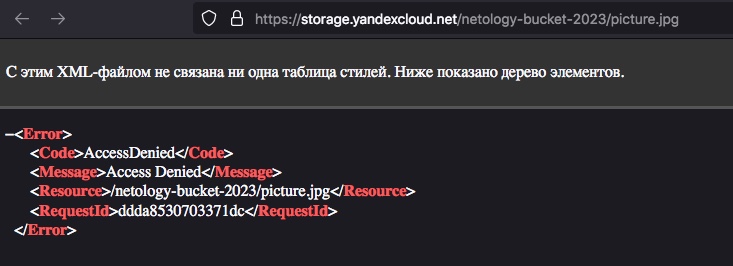 https://storage.yandexcloud.net/netology-bucket-2023/picture.jpg
С этим XML-файлом не связана ни одна таблица стилей. Ниже показано дерево элементов.
–<Error>
<Code>AccessDenied</Code>
<Message>Access Denied</Message>
<Resource>/netology-bucket-2023/picture.jpg</Resource>
<RequestId>ddda8530703371dc</RequestId>
</Error>